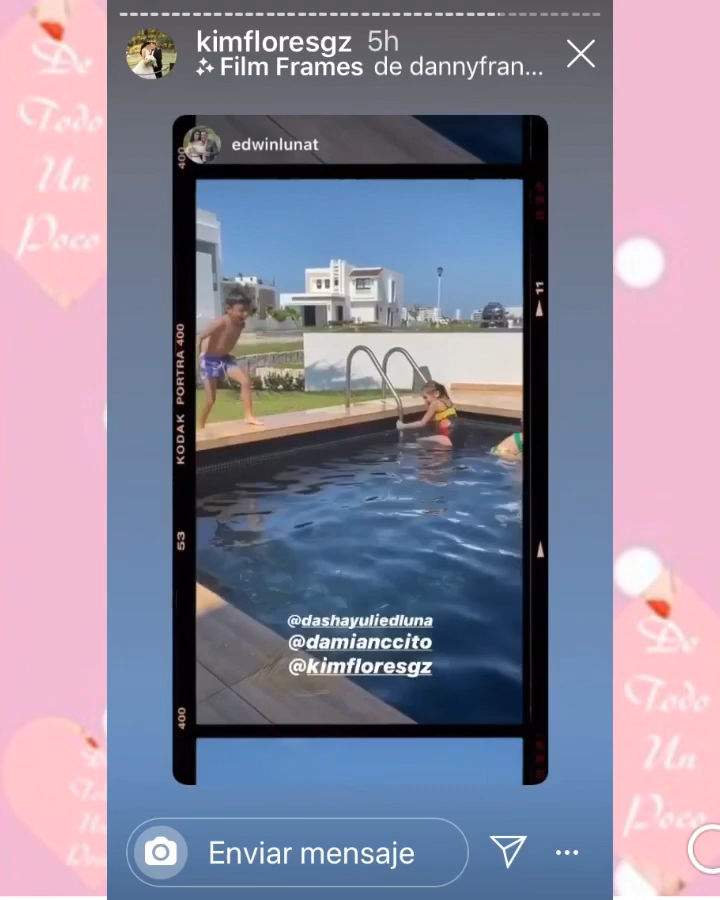 kimfloresgz 5h
Film Frames de dannyfran...
edwinlunat
400
KODAK PORTRA 400
53
400
11
@dashayuliedluna
@damianccito
@kimfloresgz
Enviar mensaje
De
Todo
Un
Poco
De
Todo
Un
Poco